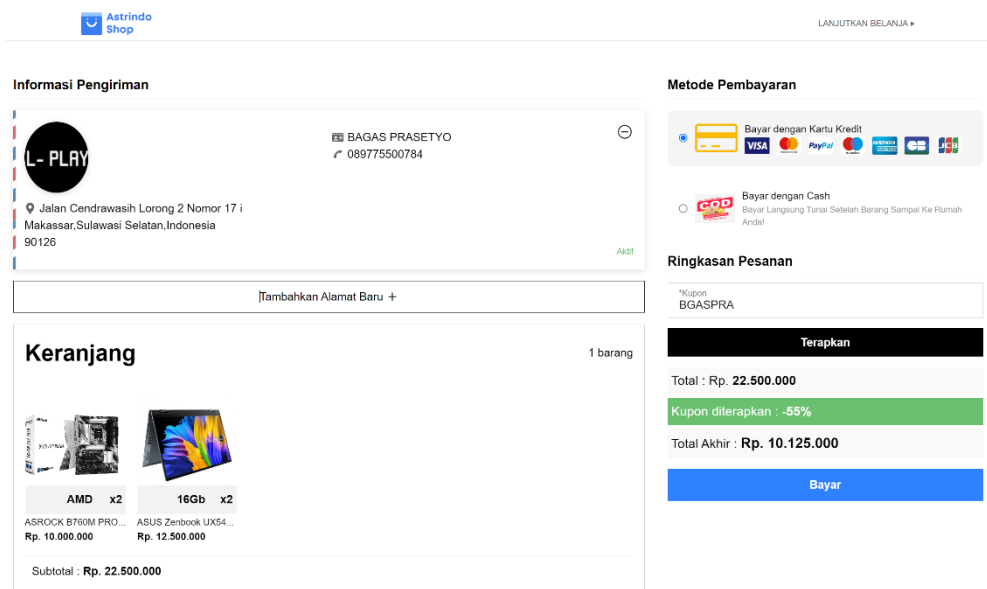 Astrindo
Shop
LANJUTKAN BELANJA ▸
Informasi Pengiriman
L- PLAY
BAGAS PRASETYO
089775500784
Jalan Cendrawasih Lorong 2 Nomor 17 i
Makassar,Sulawasi Selatan,Indonesia
90126
Aktif
Tambahkan Alamat Baru +
Keranjang
1 barang
AMD x2
ASROCK B760M PRO...
Rp. 10.000.000
16Gb x2
ASUS Zenbook UX54...
Rp. 12.500.000
Subtotal : Rp. 22.500.000
Metode Pembayaran
Bayar dengan Kartu Kredit
VISA
PayPal
JCB
COD
Bayar dengan Cash
Bayar Langsung Tunai Setelah Barang Sampai Ke Rumah
Anda!
Ringkasan Pesanan
*Kupon
BGASPRA
Terapkan
Total : Rp. 22.500.000
Kupon diterapkan : -55%
Total Akhir : Rp. 10.125.000
Bayar